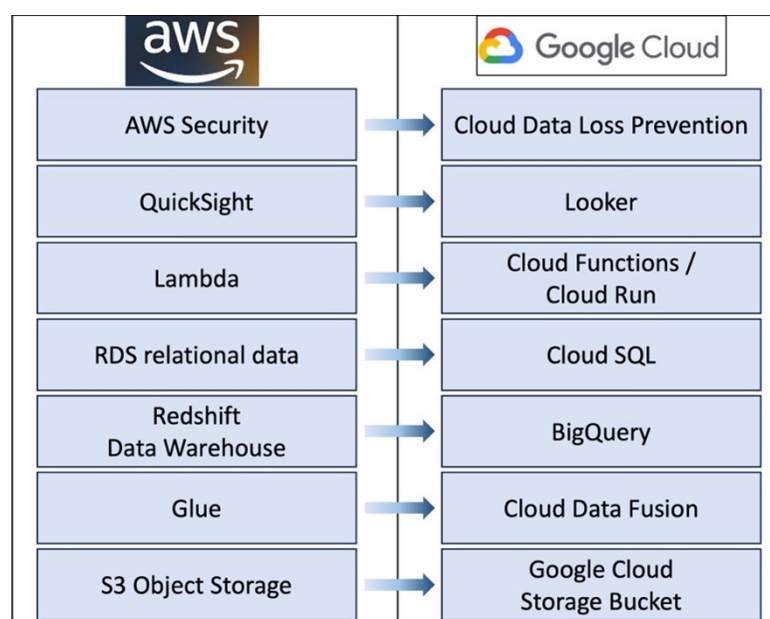 aws
Google Cloud
AWS Security
Cloud Data Loss Prevention
QuickSight
Looker
Lambda
Cloud Functions /
Cloud Run
RDS relational data
Cloud SQL
Redshift
Data Warehouse
BigQuery
Glue
Cloud Data Fusion
S3 Object Storage
Google Cloud
Storage Bucket